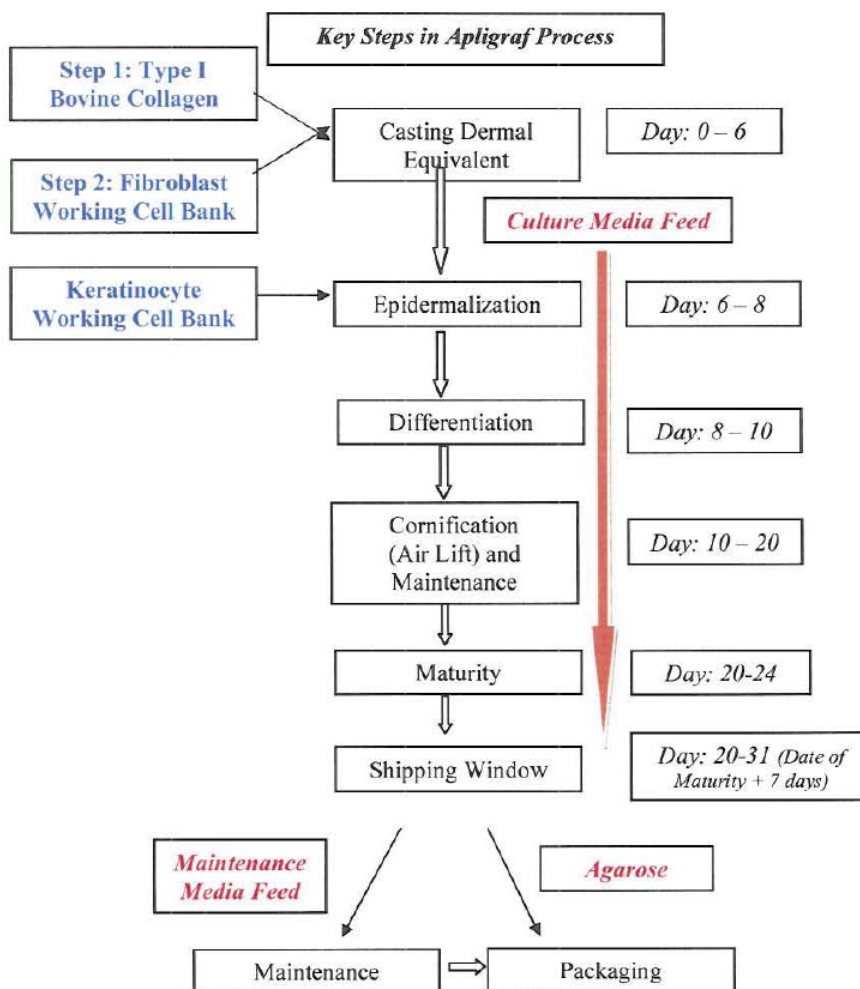 Key Steps in Apligraf Process
Step 1: Type I
Bovine Collagen
Casting Dermal
Equivalent
Day: 0 – 6
Step 2: Fibroblast
Working Cell Bank
Culture Media Feed
Keratinocyte
Working Cell Bank
Epidermalization
Day: 6 – 8
Differentiation
Day: 8 – 10
Cornification
(Air Lift) and
Maintenance
Day: 10 – 20
Maturity
Day: 20-24
Shipping Window
Day: 20-31 (Date of
Maturity + 7 days)
Maintenance
Media Feed
Agarose
Maintenance
Packaging